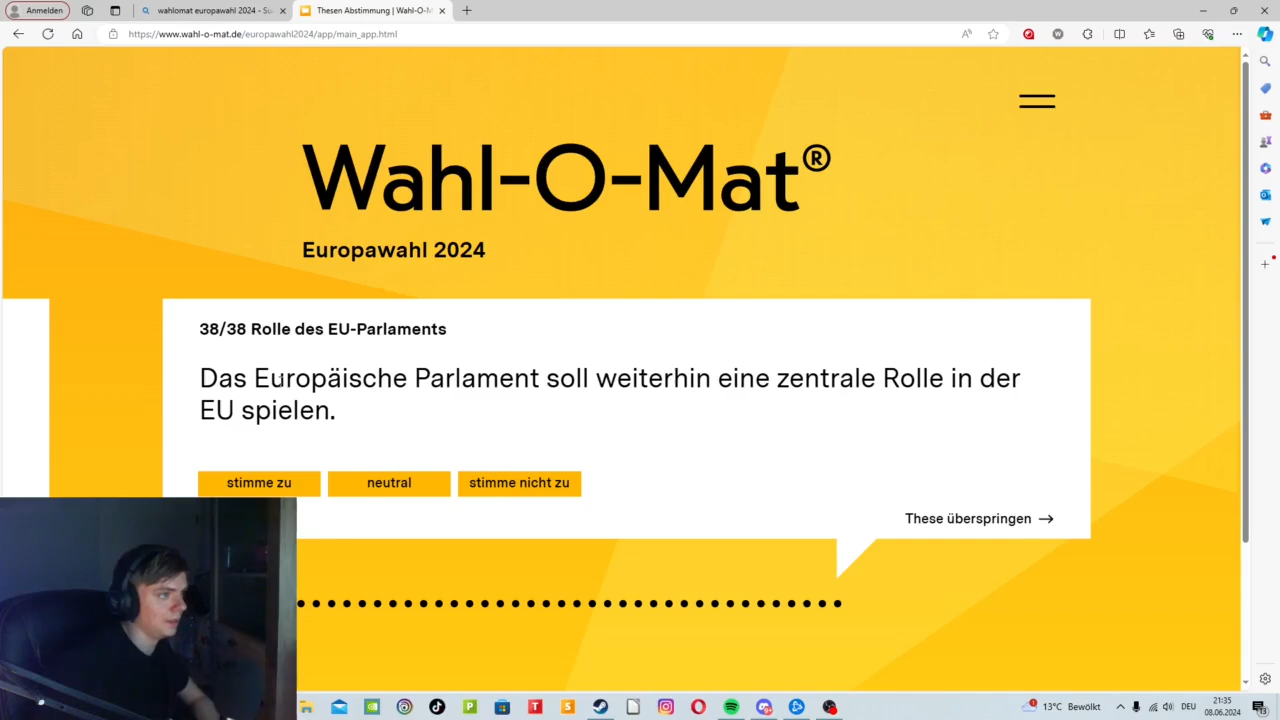 Anmelden
wahlomat europawahl 2024 - Su
Thesen Abstimmung | Wahl-O-M
https://www.wahl-o-mat.de/europawahl2024/app/main_app.html
Wahl-O-Mat®
Europawahl 2024
38/38 Rolle des EU-Parlaments
Das Europäische Parlament soll weiterhin eine zentrale Rolle in der
EU spielen.
stimme zu
neutral
stimme nicht zu
These überspringen →
13°C Bewölkt
DEU
21:35
08.06.2024